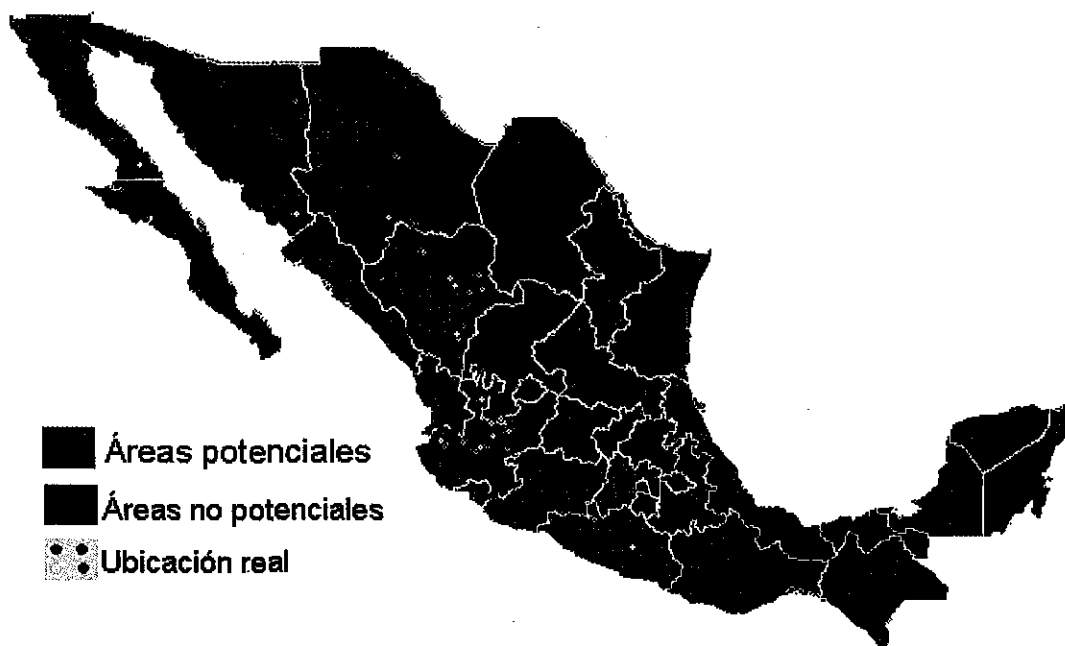 Áreas potenciales
Áreas no potenciales
Ubicación real